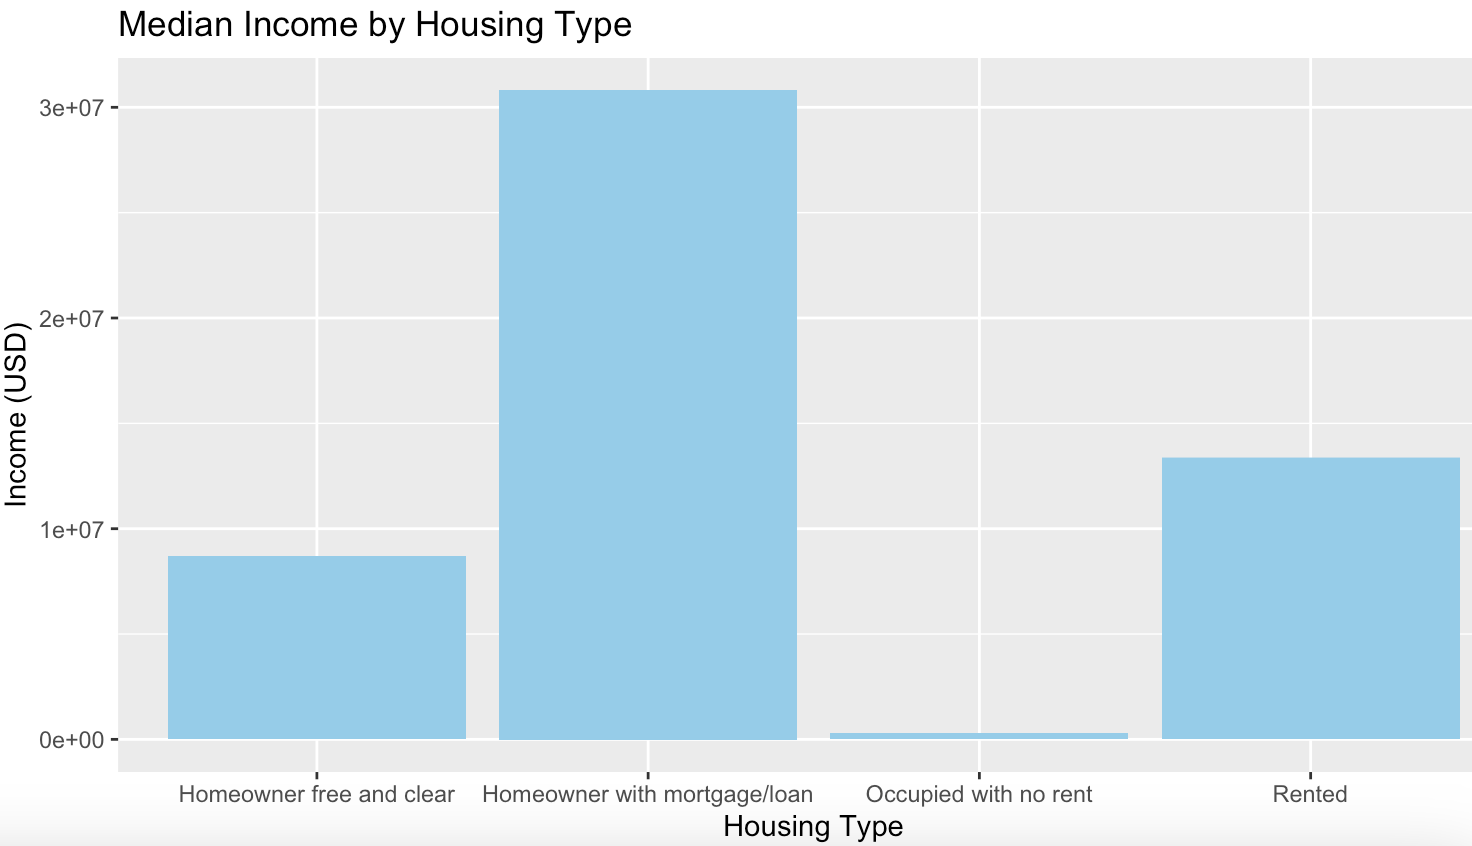 Median Income by Housing Type
Income (USD)
3e+07
2e+07
1e+07
0e+00
Homeowner free and clear
Homeowner with mortgage/loan
Occupied with no rent
Rented
Housing Type